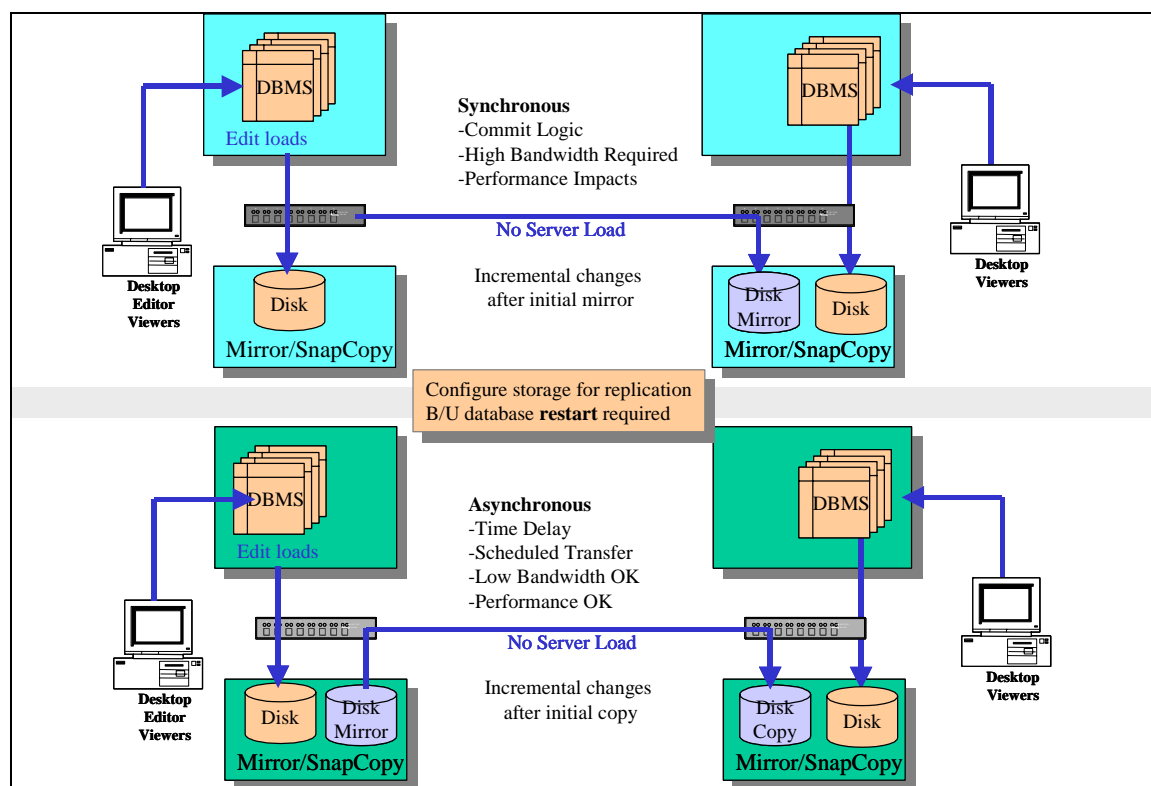 DBMS
Edit loads
Desktop
Editor
Viewers
Disk
Mirror/SnapCopy
Synchronous
-Commit Logic
-High Bandwidth Required
-Performance Impacts
No Server Load
Incremental changes
after initial mirror
DBMS
Desktop
Viewers
Disk
Mirror
Disk
Mirror/SnapCopy
Configure storage for replication
B/U database restart required
DBMS
Edit loads
Desktop
Editor
Viewers
Disk
Disk
Mirror
Mirror/SnapCopy
Asynchronous
-Time Delay
-Scheduled Transfer
-Low Bandwidth OK
-Performance OK
No Server Load
Incremental changes
after initial copy
DBMS
Desktop
Viewers
Disk
Copy
Disk
Mirror/SnapCopy